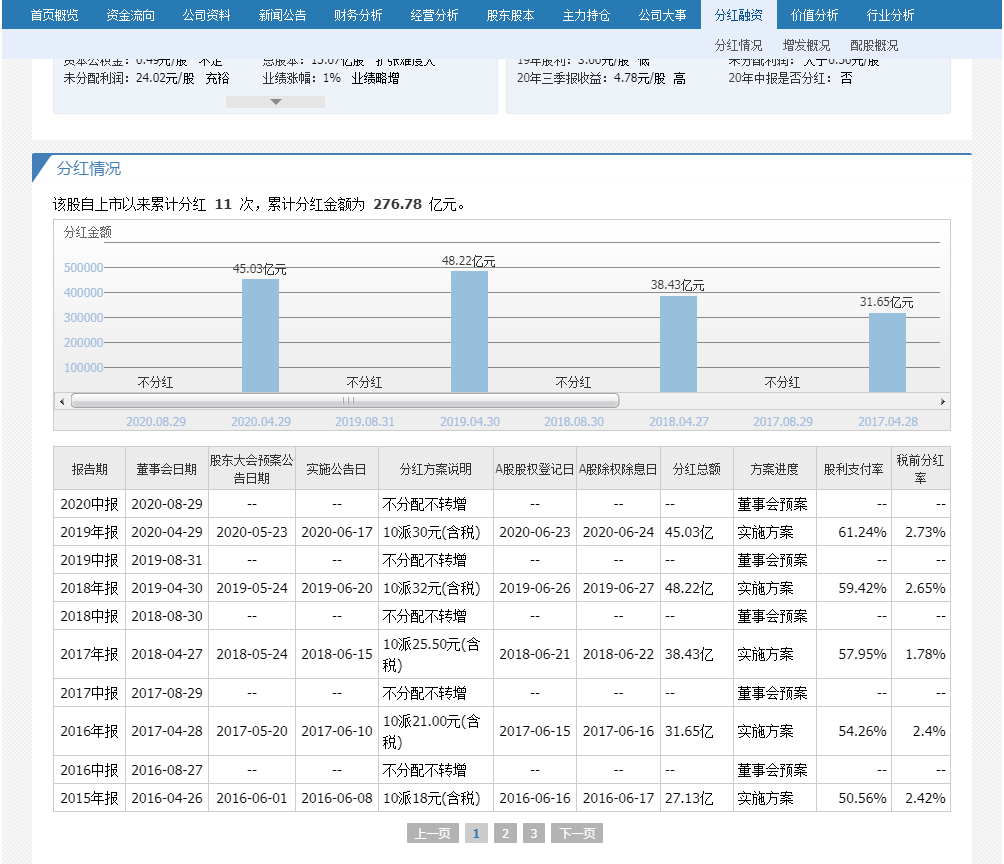 首页概览 资金流向 公司资料 新闻公告 财务分析 经营分析 股东股本 主力持仓 公司大事 分红融资 价值分析 行业分析
分红情况 增发概况 配股概况
未分配利润：24.02元/股 充裕 业绩涨幅：1% 业绩略增 20年三季报收益：4.78元/股 高 20年中报是否分红：否
分红情况
该股自上市以来累计分红 11 次，累计分红金额为 276.78 亿元。
分红金额
500000
400000
300000
200000
100000
不分红 45.03亿元 不分红 48.22亿元 不分红 38.43亿元 不分红 31.65亿元
2020.08.29 2020.04.29 2019.08.31 2019.04.30 2018.08.30 2018.04.27 2017.08.29 2017.04.28
报告期 董事会日期 股东大会预案公告日期 实施公告日 分红方案说明 A股股权登记日 A股除权除息日 分红总额 方案进度 股利支付率 税前分红率
2020中报 2020-08-29 -- -- 不分配不转增 -- -- -- 董事会预案 -- --
2019年报 2020-04-29 2020-05-23 2020-06-17 10派30元(含税) 2020-06-23 2020-06-24 45.03亿 实施方案 61.24% 2.73%
2019中报 2019-08-31 -- -- 不分配不转增 -- -- -- 董事会预案 -- --
2018年报 2019-04-30 2019-05-24 2019-06-20 10派32元(含税) 2019-06-26 2019-06-27 48.22亿 实施方案 59.42% 2.65%
2018中报 2018-08-30 -- -- 不分配不转增 -- -- -- 董事会预案 -- --
2017年报 2018-04-27 2018-05-24 2018-06-15 10派25.50元(含税) 2018-06-21 2018-06-22 38.43亿 实施方案 57.95% 1.78%
2017中报 2017-08-29 -- -- 不分配不转增 -- -- -- 董事会预案 -- --
2016年报 2017-04-28 2017-05-20 2017-06-10 10派21.00元(含税) 2017-06-15 2017-06-16 31.65亿 实施方案 54.26% 2.4%
2016中报 2016-08-27 -- -- 不分配不转增 -- -- -- 董事会预案 -- --
2015年报 2016-04-26 2016-06-01 2016-06-08 10派18元(含税) 2016-06-16 2016-06-17 27.13亿 实施方案 50.56% 2.42%
上一页 1 2 3 下一页